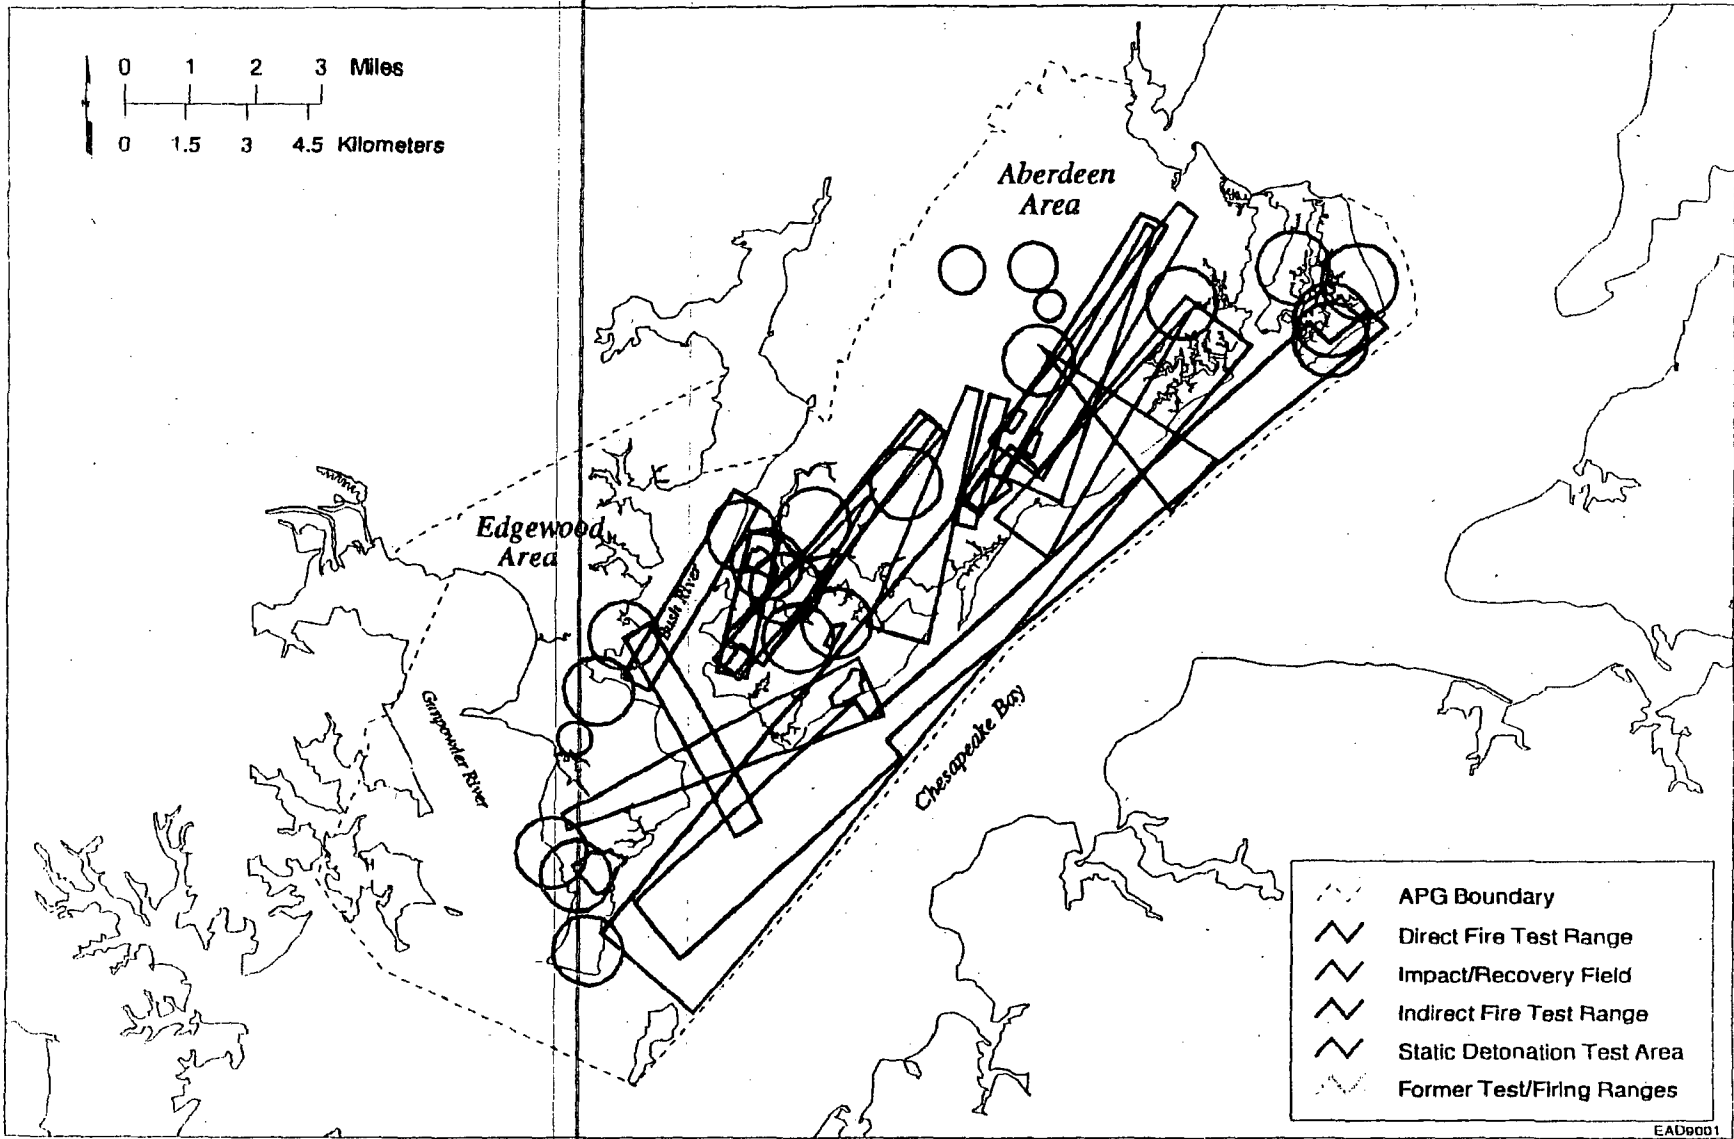 0 1 2 3 Miles
0 1.5 3 4.5 Kilometers
Aberdeen
Area
Edgewood
Area
Bush River
Gunpowder River
Chesapeake Bay
APG Boundary
Direct Fire Test Range
Impact/Recovery Field
Indirect Fire Test Range
Static Detonation Test Area
Former Test/Firing Ranges
EAD9001